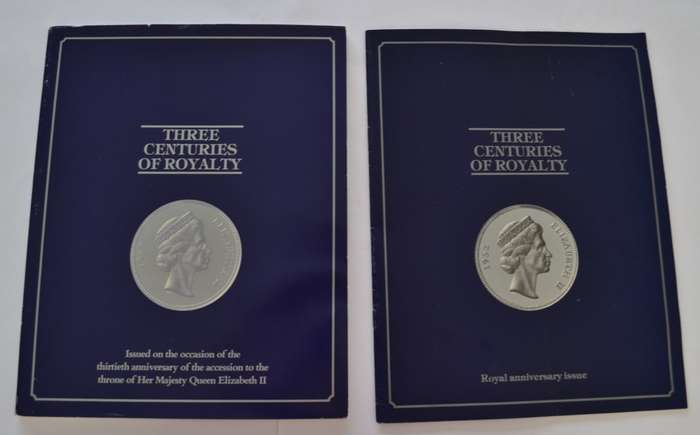 THREE
CENTURIES
OF ROYALTY
Issued on the occasion of the
thirtieth anniversary of the accession to the
throne of Her Majesty Queen Elizabeth II
THREE
CENTURIES
OF ROYALTY
1952 ELIZABETH II
Royal anniversary issue